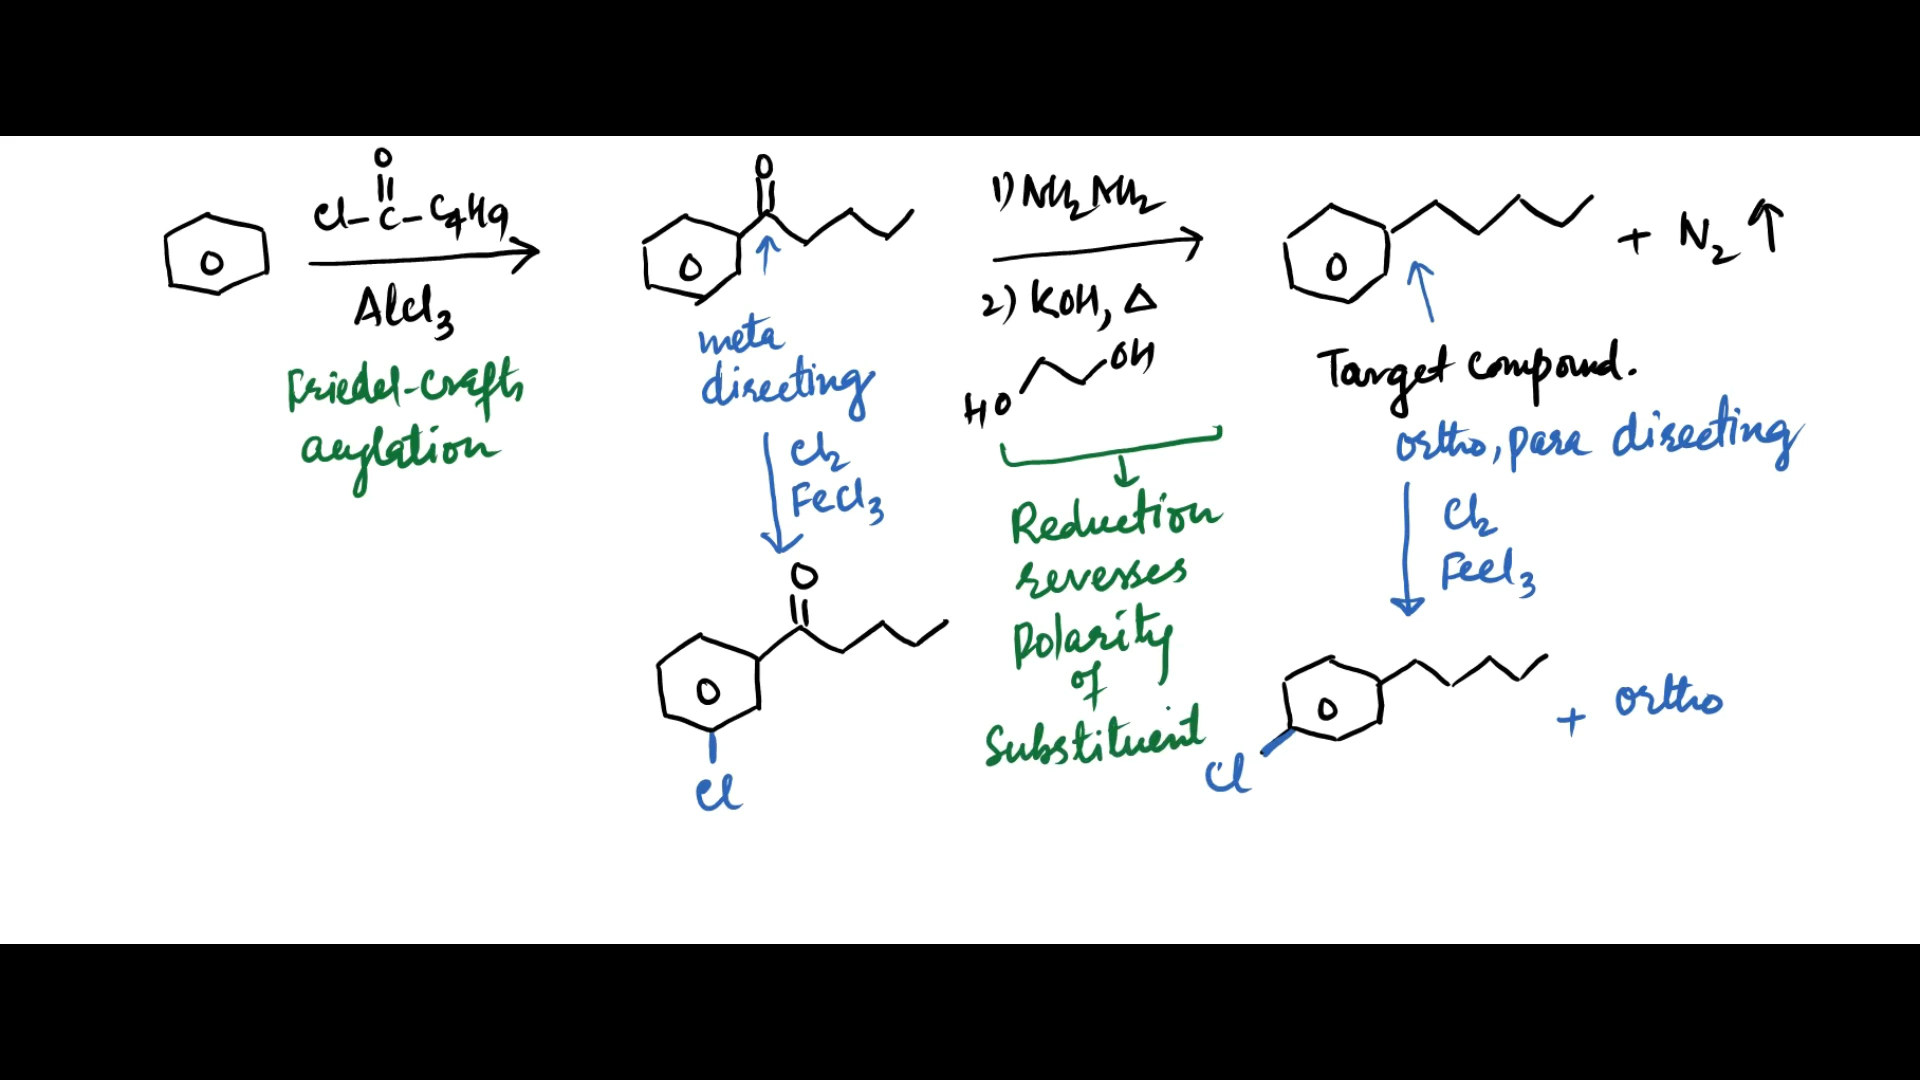 O
||
Cl-C-C4H9
AlCl3
Friedel-Crafts
acylation
O
meta
directing
Cl2
FeCl3
O
Cl
1) NH2NH2
2) KOH, Δ
OH
HO
Reduction
reverses
Polarity
of
Substituent
+ N2 ↑
Target compound.
ortho, para directing
Cl2
FeCl3
Cl
+ ortho